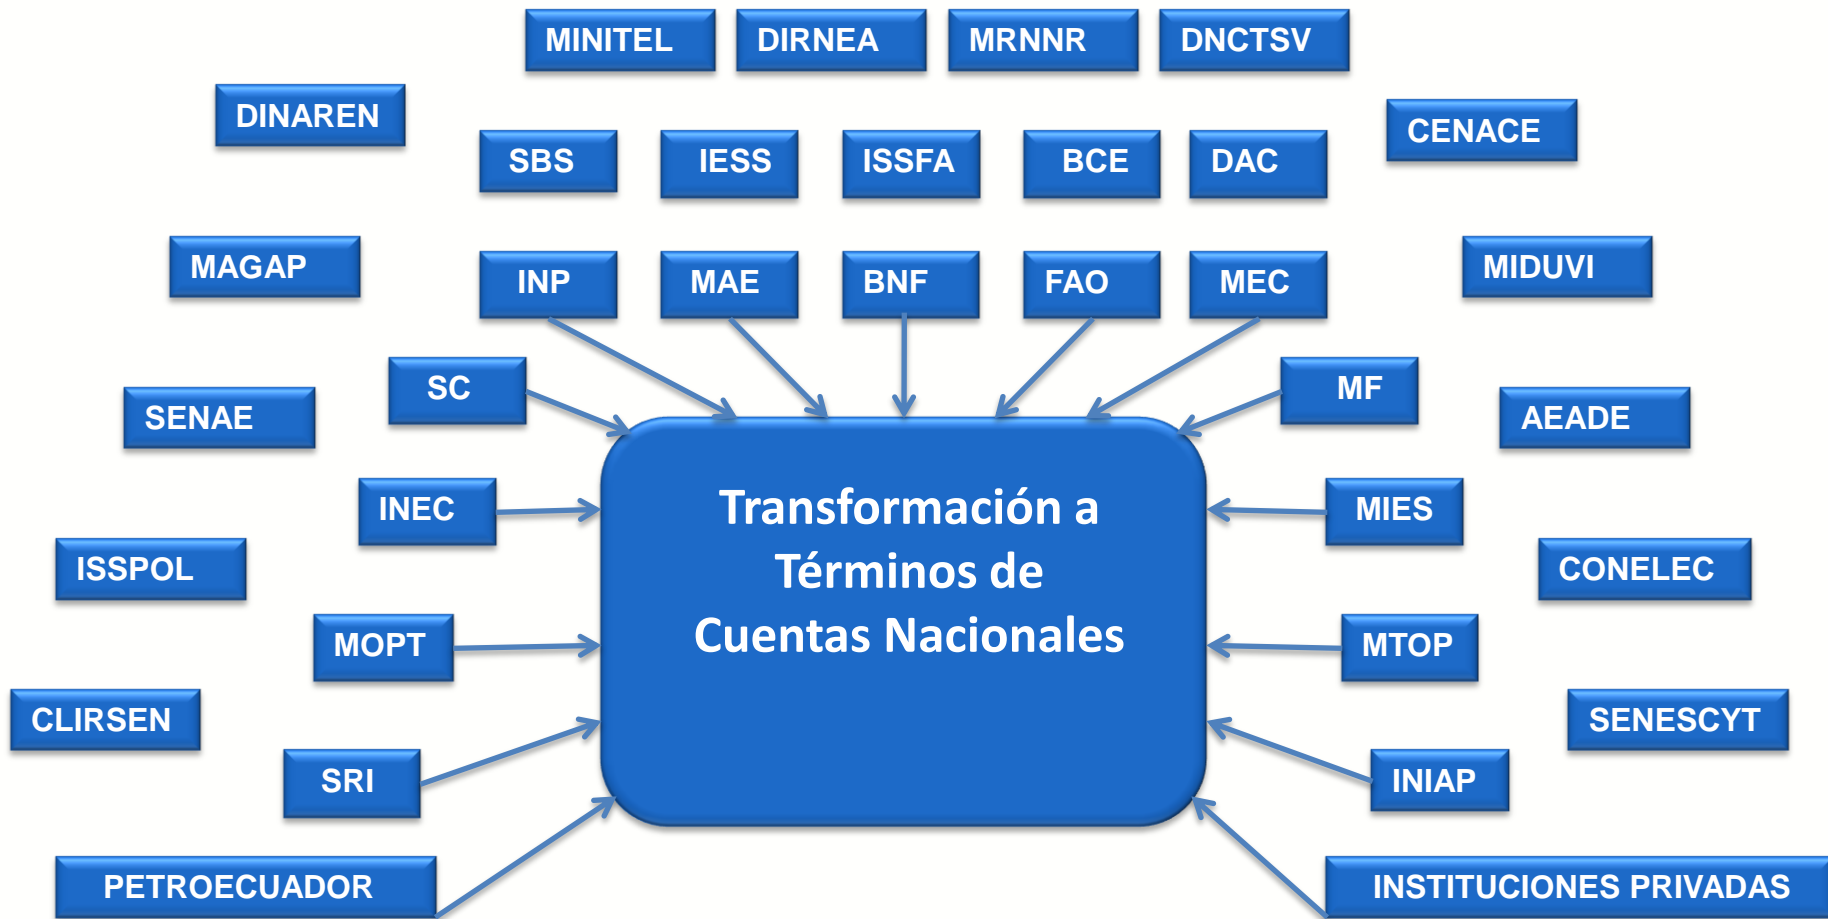 MINITEL
DIRNEA
MRNNR
DNCTSV
DINAREN
CENACE
SBS
IESS
ISSFA
BCE
DAC
MAGAP
INP
MAE
BNF
FAO
MEC
MIDUVI
SC
MF
SENAE
AEADE
INEC
MIES
Transformación a
Términos de
Cuentas Nacionales
ISSPOL
CONELEC
MOPT
MTOP
CLIRSEN
SENESCYT
SRI
INIAP
PETROECUADOR
INSTITUCIONES PRIVADAS